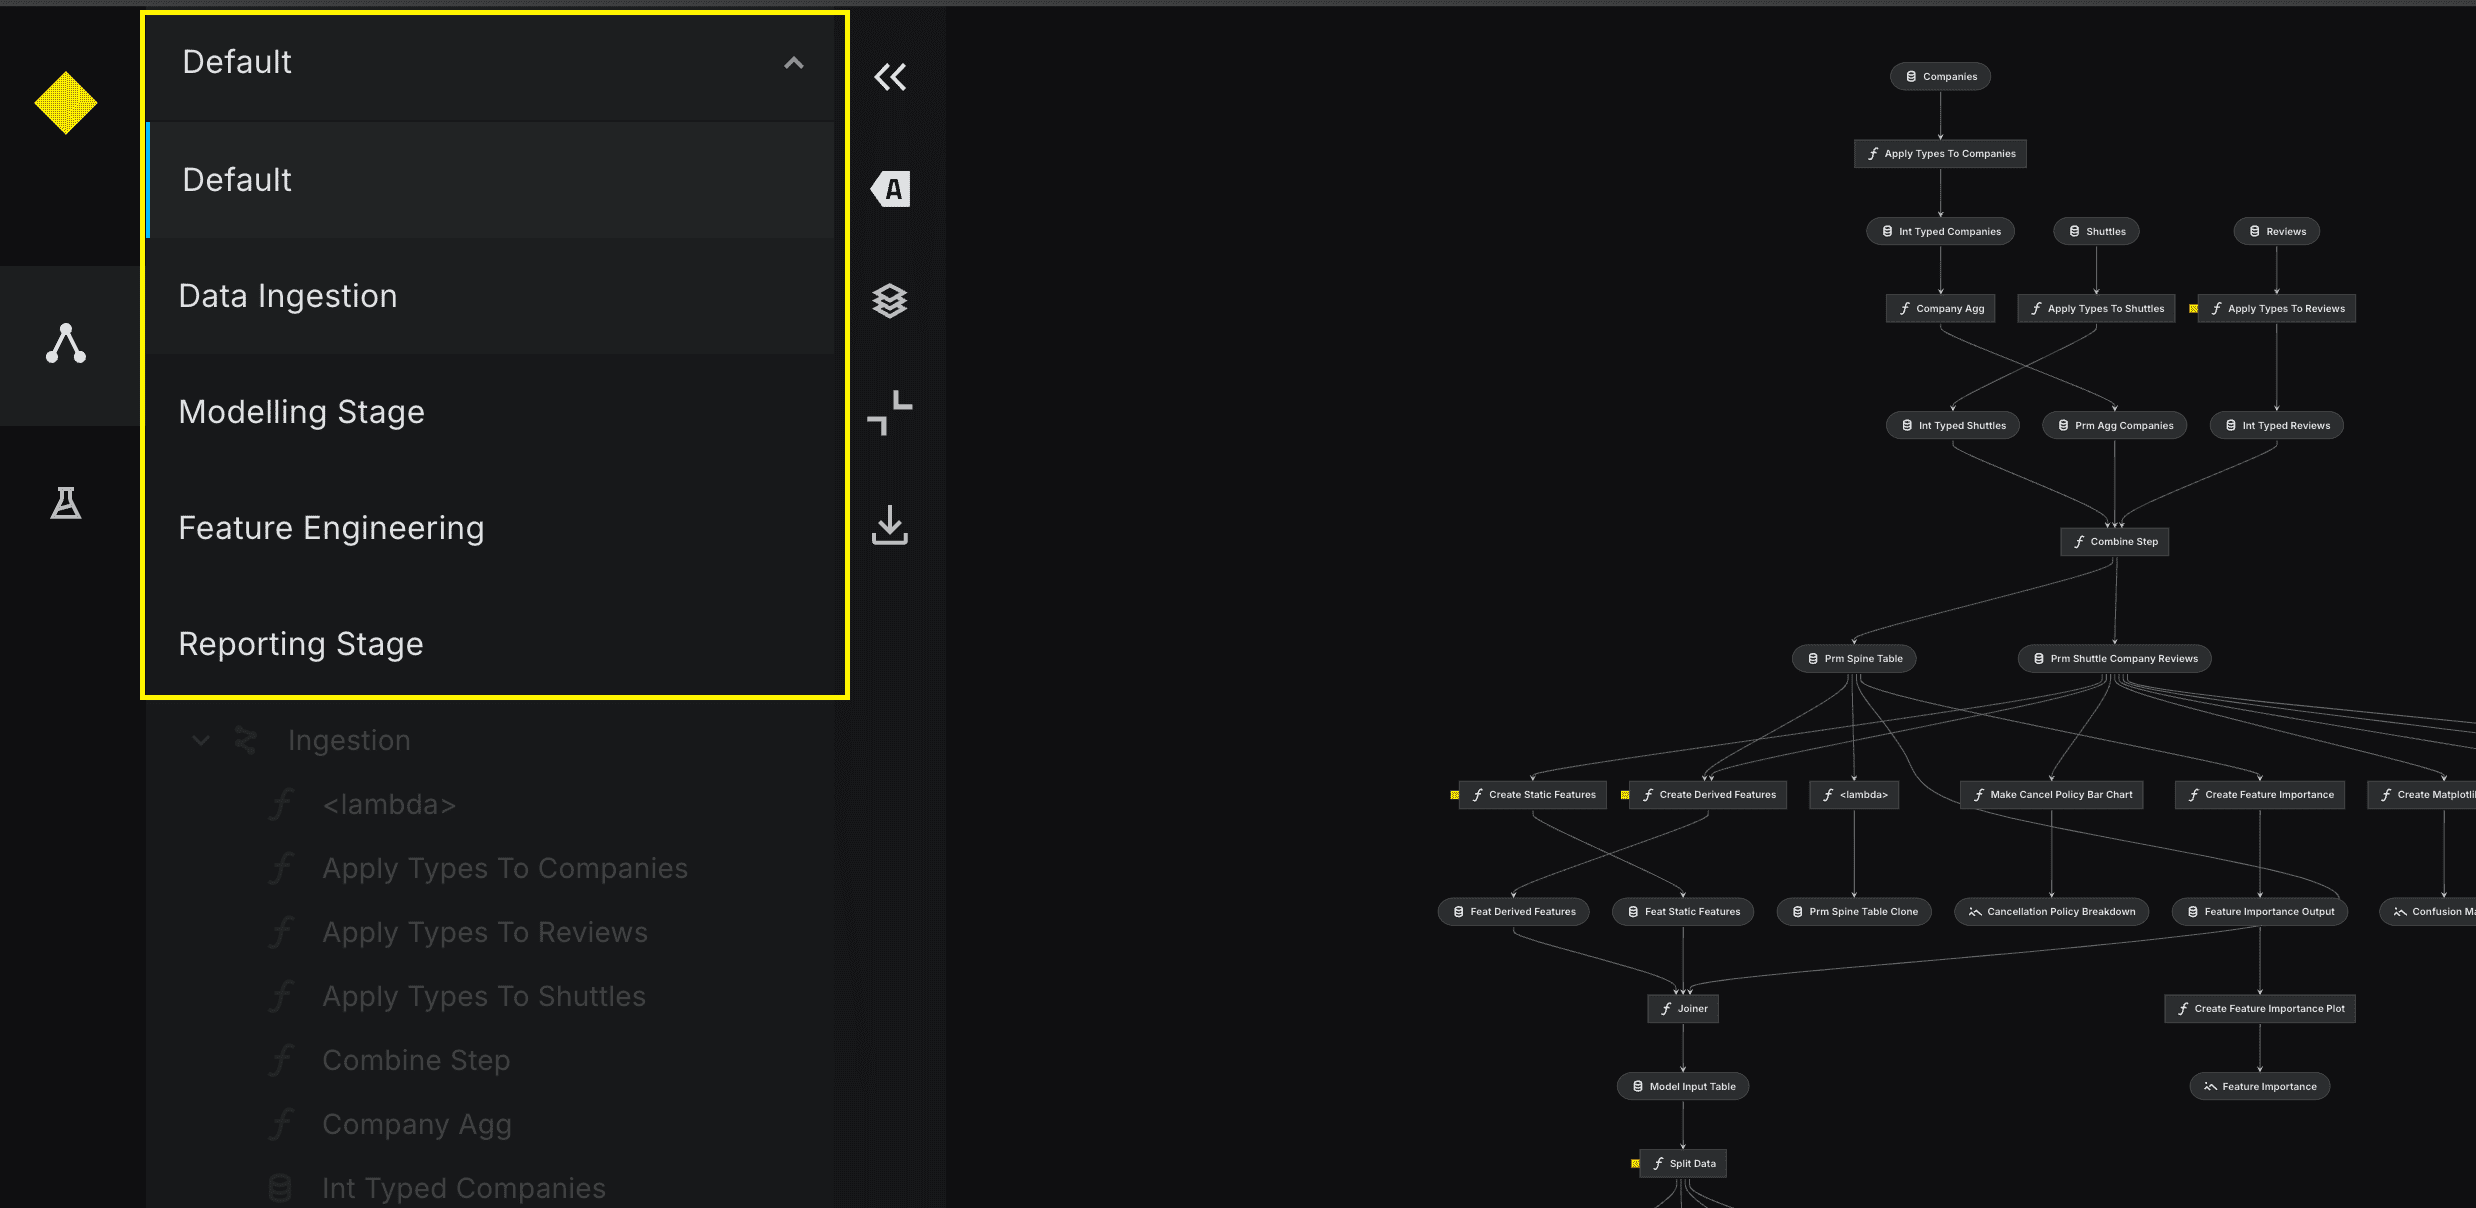 Default
Default
Data Ingestion
Modelling Stage
Feature Engineering
Reporting Stage
Ingestion
<lambda>
Apply Types To Companies
Apply Types To Reviews
Apply Types To Shuttles
Combine Step
Company Agg
Int Typed Companies
A
Companies
Apply Types To Companies
Int Typed Companies
Shuttles
Reviews
Company Agg
Apply Types To Shuttles
Apply Types To Reviews
Int Typed Shuttles
Prm Agg Companies
Int Typed Reviews
Combine Step
Prm Spine Table
Prm Shuttle Company Reviews
Create Static Features
Create Derived Features
<lambda>
Make Cancel Policy Bar Chart
Create Feature Importance
Create Matplotli
Feat Derived Features
Feat Static Features
Prm Spine Table Clone
Cancellation Policy Breakdown
Feature Importance Output
Confusion Ma
Joiner
Create Feature Importance Plot
Model Input Table
Feature Importance
Split Data